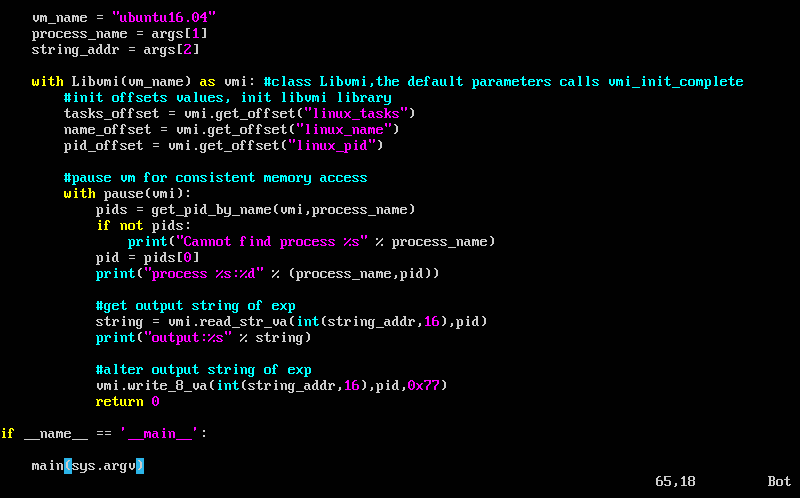 vm_name = "ubuntu16.04"
process_name = args[1]
string_addr = args[2]
with Libvmi(vm_name) as vmi: #class Libvmi,the default parameters calls vmi_init_complete
#init offsets values, init libvmi library
tasks_offset = vmi.get_offset("linux_tasks")
name_offset = vmi.get_offset("linux_name")
pid_offset = vmi.get_offset("linux_pid")
#pause vm for consistent memory access
with pause(vmi):
pids = get_pid_by_name(vmi,process_name)
if not pids:
print("Cannot find process %s" % process_name)
pid = pids[0]
print("process %s:%d" % (process_name,pid))
#get output string of exp
string = vmi.read_str_va(int(string_addr,16),pid)
print("output:%s" % string)
#alter output string of exp
vmi.write_8_va(int(string_addr,16),pid,0x77)
return 0
if __name__ == '__main__':
main(sys.argv)
65,18 Bot